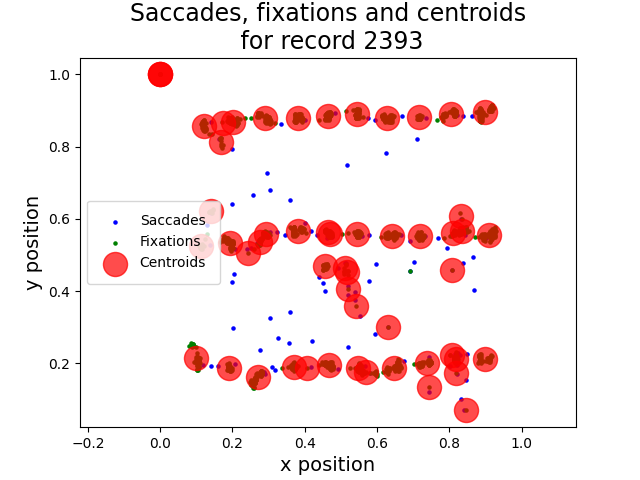 Saccades, fixations and centroids
for record 2393
1.0
0.8
0.6
0.4
0.2
y position
Saccades
Fixations
Centroids
−0.2
0.0
0.2
0.4
0.6
0.8
1.0
x position